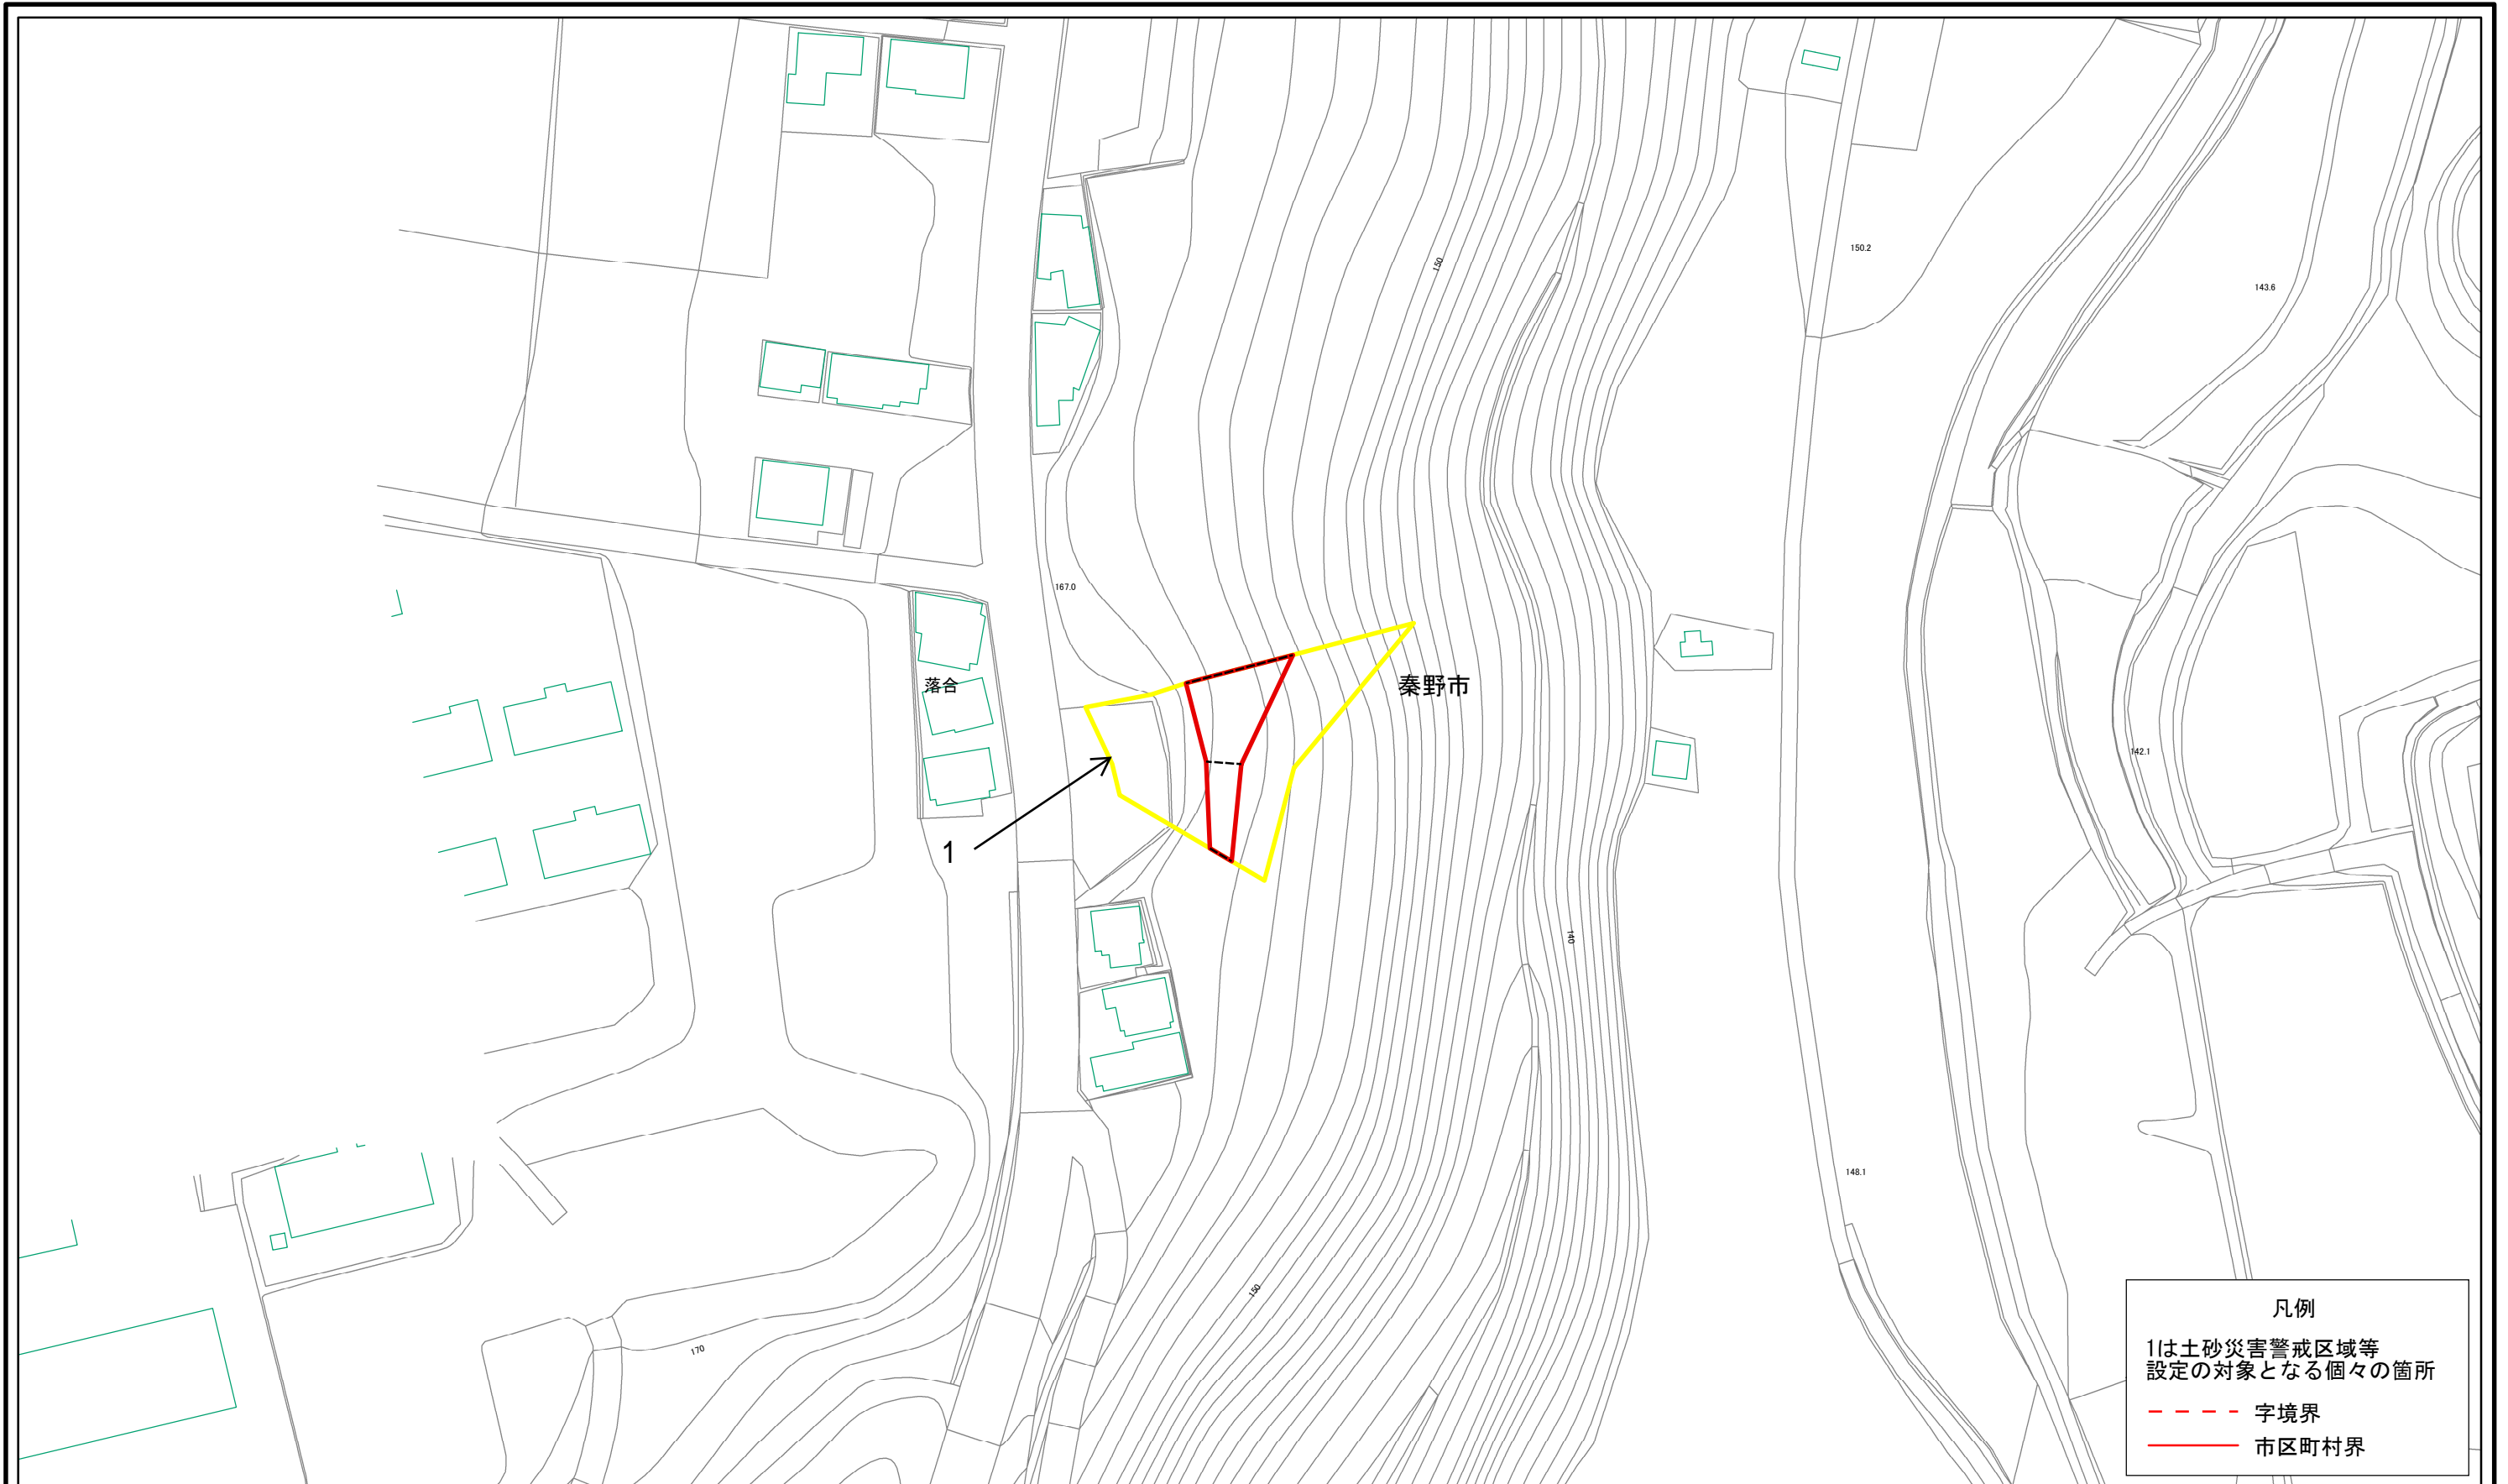 150
150.2
143.6
167.0
落合
秦野市
142.1
1
140
148.1
150
170
凡例
1は土砂災害警戒区域等
設定の対象となる個々の箇所
字境界
市区町村界